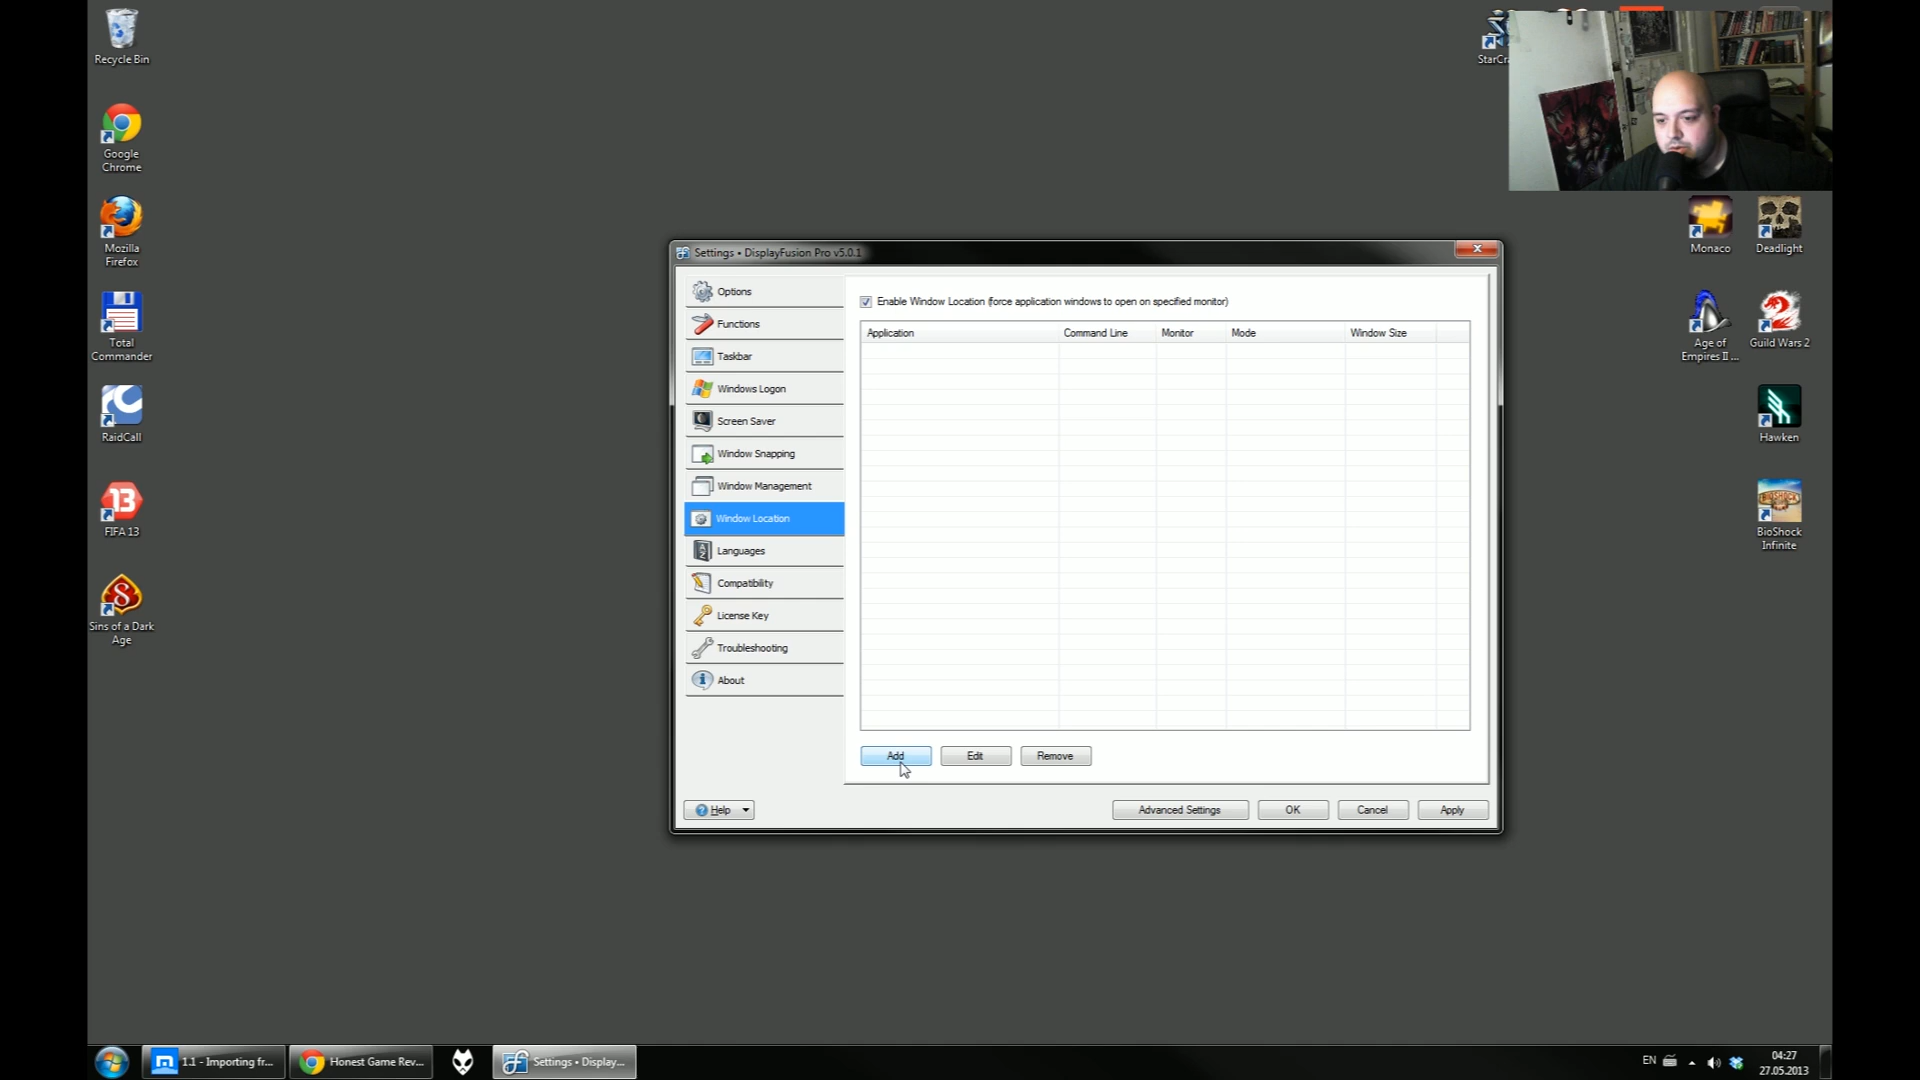 Recycle Bin
Google
Chrome
Mozilla
Firefox
Total
Commander
RaidCall
13
FIFA 13
Sins of a Dark
Age
Monaco
Deadlight
Age of
Empires II ...
Guild Wars 2
Hawken
BioShock
Infinite
Settings • DisplayFusion Pro v5.0.1
Options
Functions
Taskbar
Windows Logon
Screen Saver
Window Snapping
Window Management
Window Location
Languages
Compatibility
License Key
Troubleshooting
About
Enable Window Location (force application windows to open on specified monitor)
Application Command Line Monitor Mode Window Size
Add Edit Remove
Help Advanced Settings OK Cancel Apply
1.1 - Importing fr... Honest Game Rev... Settings • Display... EN
04:27
27.05.2013